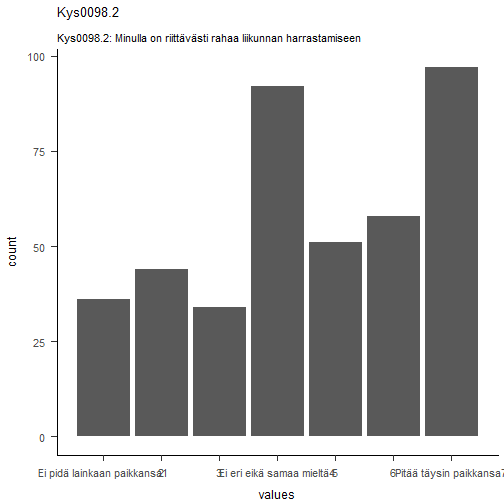 Kys0098.2
Kys0098.2: Minulla on riittävästi rahaa liikunnan harrastamiseen
100
75
50
25
0
count
Ei pidä lainkaan paikkansa1 2 3 Ei eri eikä samaa mieltä4 5 6 Pitää täysin paikkansa7
values